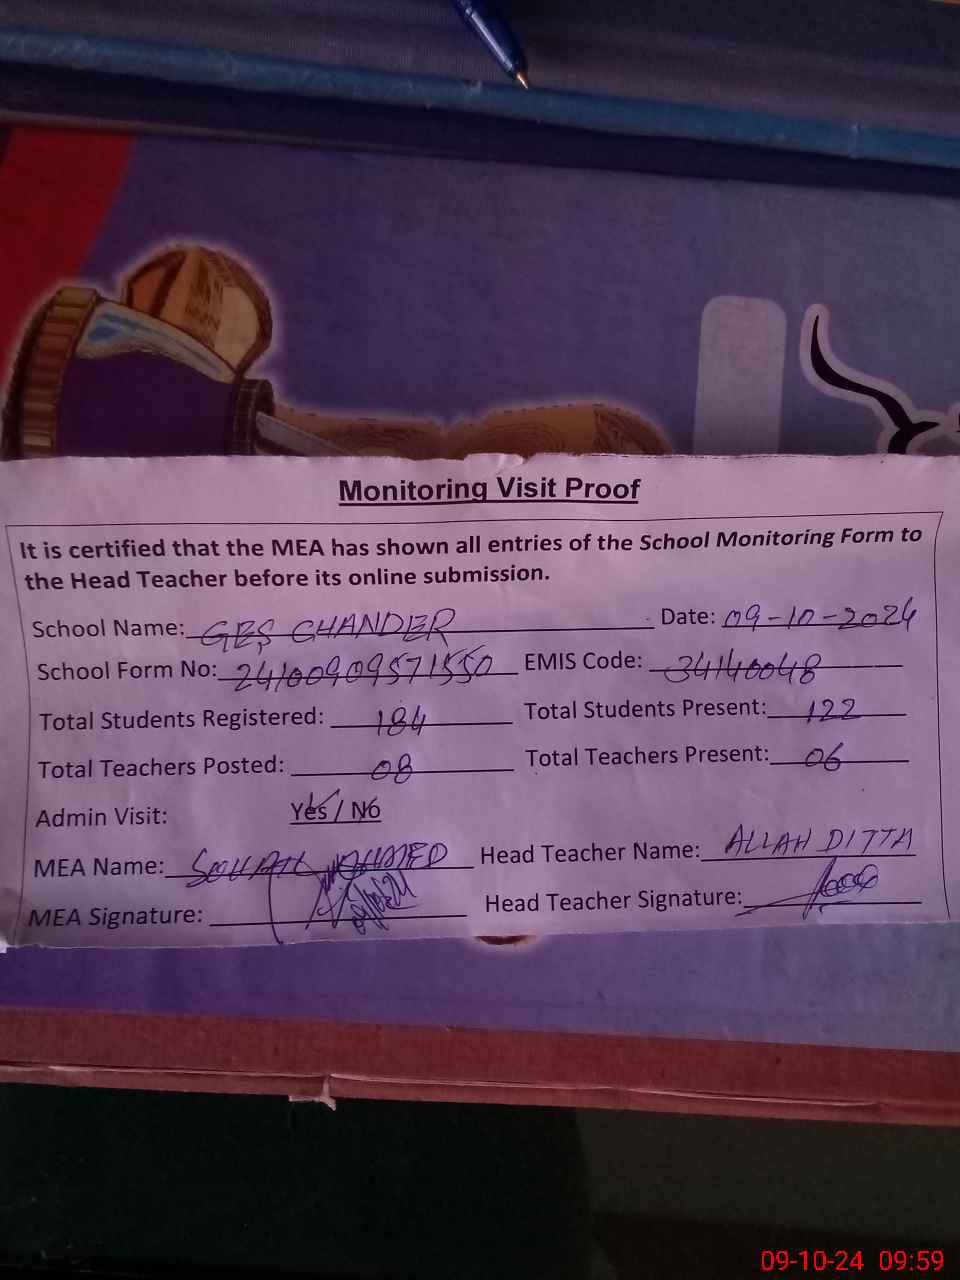 Monitoring Visit Proof
It is certified that the MEA has shown all entries of the School Monitoring Form to
the Head Teacher before its online submission.
School Name: GES GHANDER Date: 09-10-2024
School Form No: 24100909571550 EMIS Code: 34140048
Total Students Registered: 184 Total Students Present: 122
Total Teachers Posted: 08 Total Teachers Present: 06
Admin Visit: Yes / No
MEA Name: SOHAIL AHMED Head Teacher Name: ALLAH DITTA
MEA Signature: Head Teacher Signature:
09-10-24 09:59